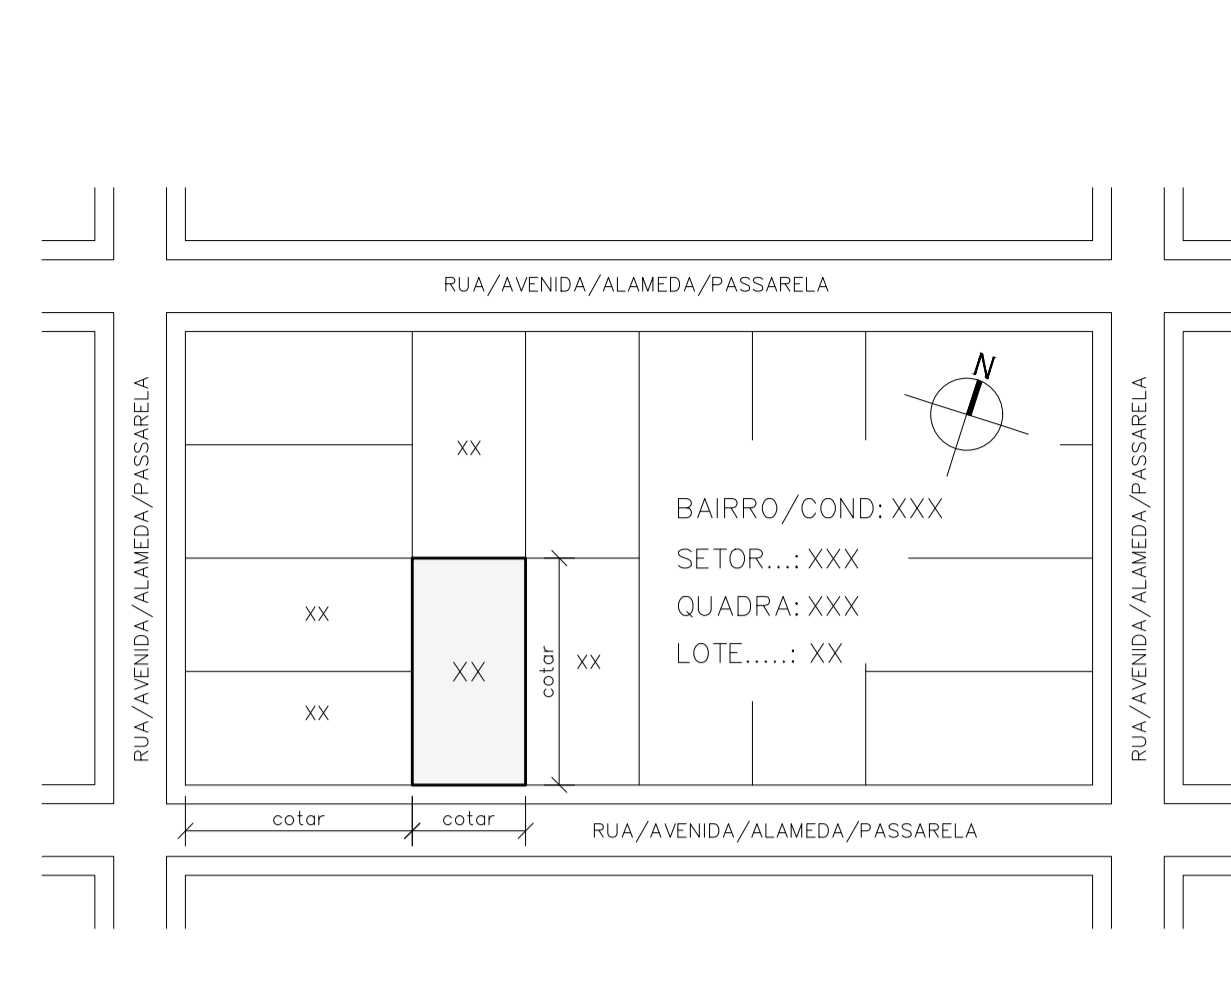 RUA/AVENIDA/ALAMEDA/PASSARELA
N
RUA/AVENIDA/ALAMEDA/PASSARELA
RUA/AVENIDA/ALAMEDA/PASSARELA
XX
BAIRRO/COND: XXX
SETOR...: XXX
QUADRA: XXX
LOTE.....: XX
XX
XX
cotar
XX
XX
cotar
cotar
RUA/AVENIDA/ALAMEDA/PASSARELA